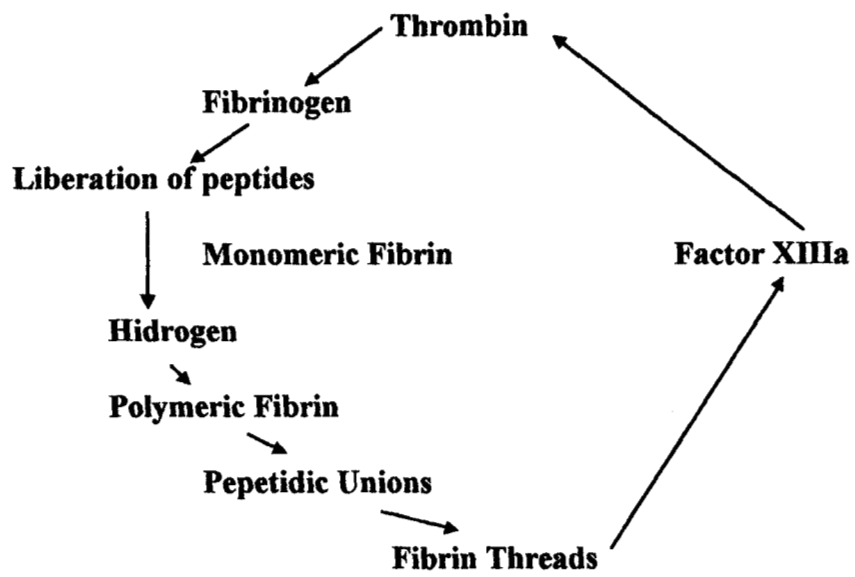 Thrombin
Fibrinogen
Liberation of peptides
Monomeric Fibrin
Factor XIIIa
Hidrogen
Polymeric Fibrin
Pepetidic Unions
Fibrin Threads